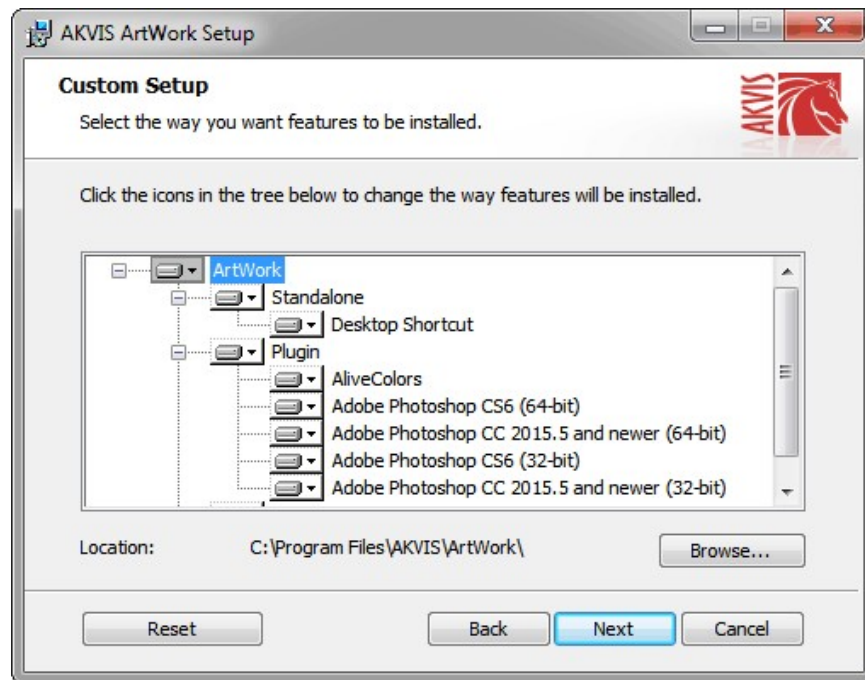 AKVIS ArtWork Setup
Custom Setup
Select the way you want features to be installed.
AKVIS
Click the icons in the tree below to change the way features will be installed.
ArtWork
Standalone
Desktop Shortcut
Plugin
AliveColors
Adobe Photoshop CS6 (64-bit)
Adobe Photoshop CC 2015.5 and newer (64-bit)
Adobe Photoshop CS6 (32-bit)
Adobe Photoshop CC 2015.5 and newer (32-bit)
Location: C:\Program Files\AKVIS\ArtWork\ Browse...
Reset Back Next Cancel